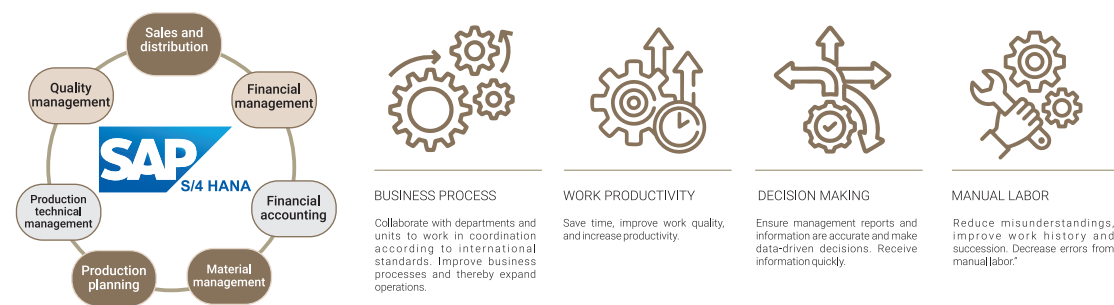 Sales and
distribution
Quality
management
Financial
management
SAP
S/4 HANA
Production
technical
management
Financial
accounting
Production
planning
Material
management
BUSINESS PROCESS
Collaborate with departments and
units to work in coordination
according to international
standards. Improve business
processes and thereby expand
operations.
WORK PRODUCTIVITY
Save time, improve work quality,
and increase productivity.
DECISION MAKING
Ensure management reports and
information are accurate and make
data-driven decisions. Receive
information quickly.
MANUAL LABOR
Reduce misunderstandings,
improve work history and
succession. Decrease errors from
manual labor.”